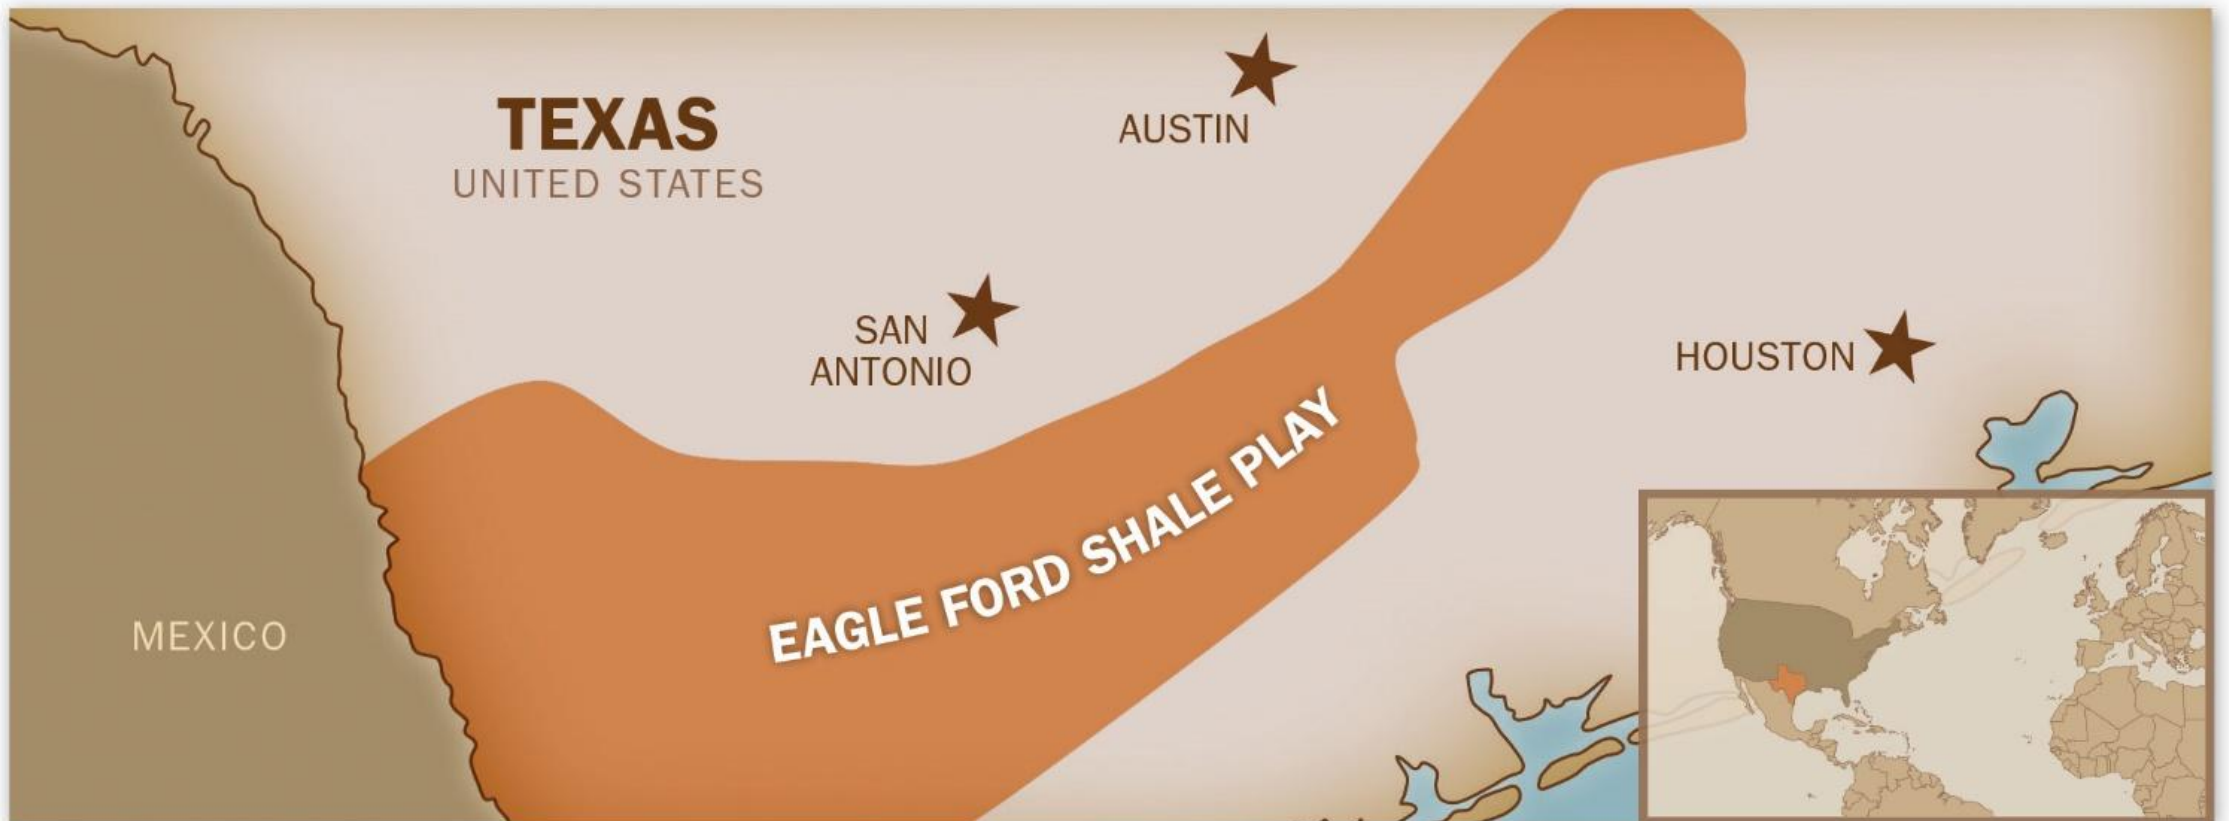 TEXAS
UNITED STATES
AUSTIN
SAN
ANTONIO
HOUSTON
EAGLE FORD SHALE PLAY
MEXICO